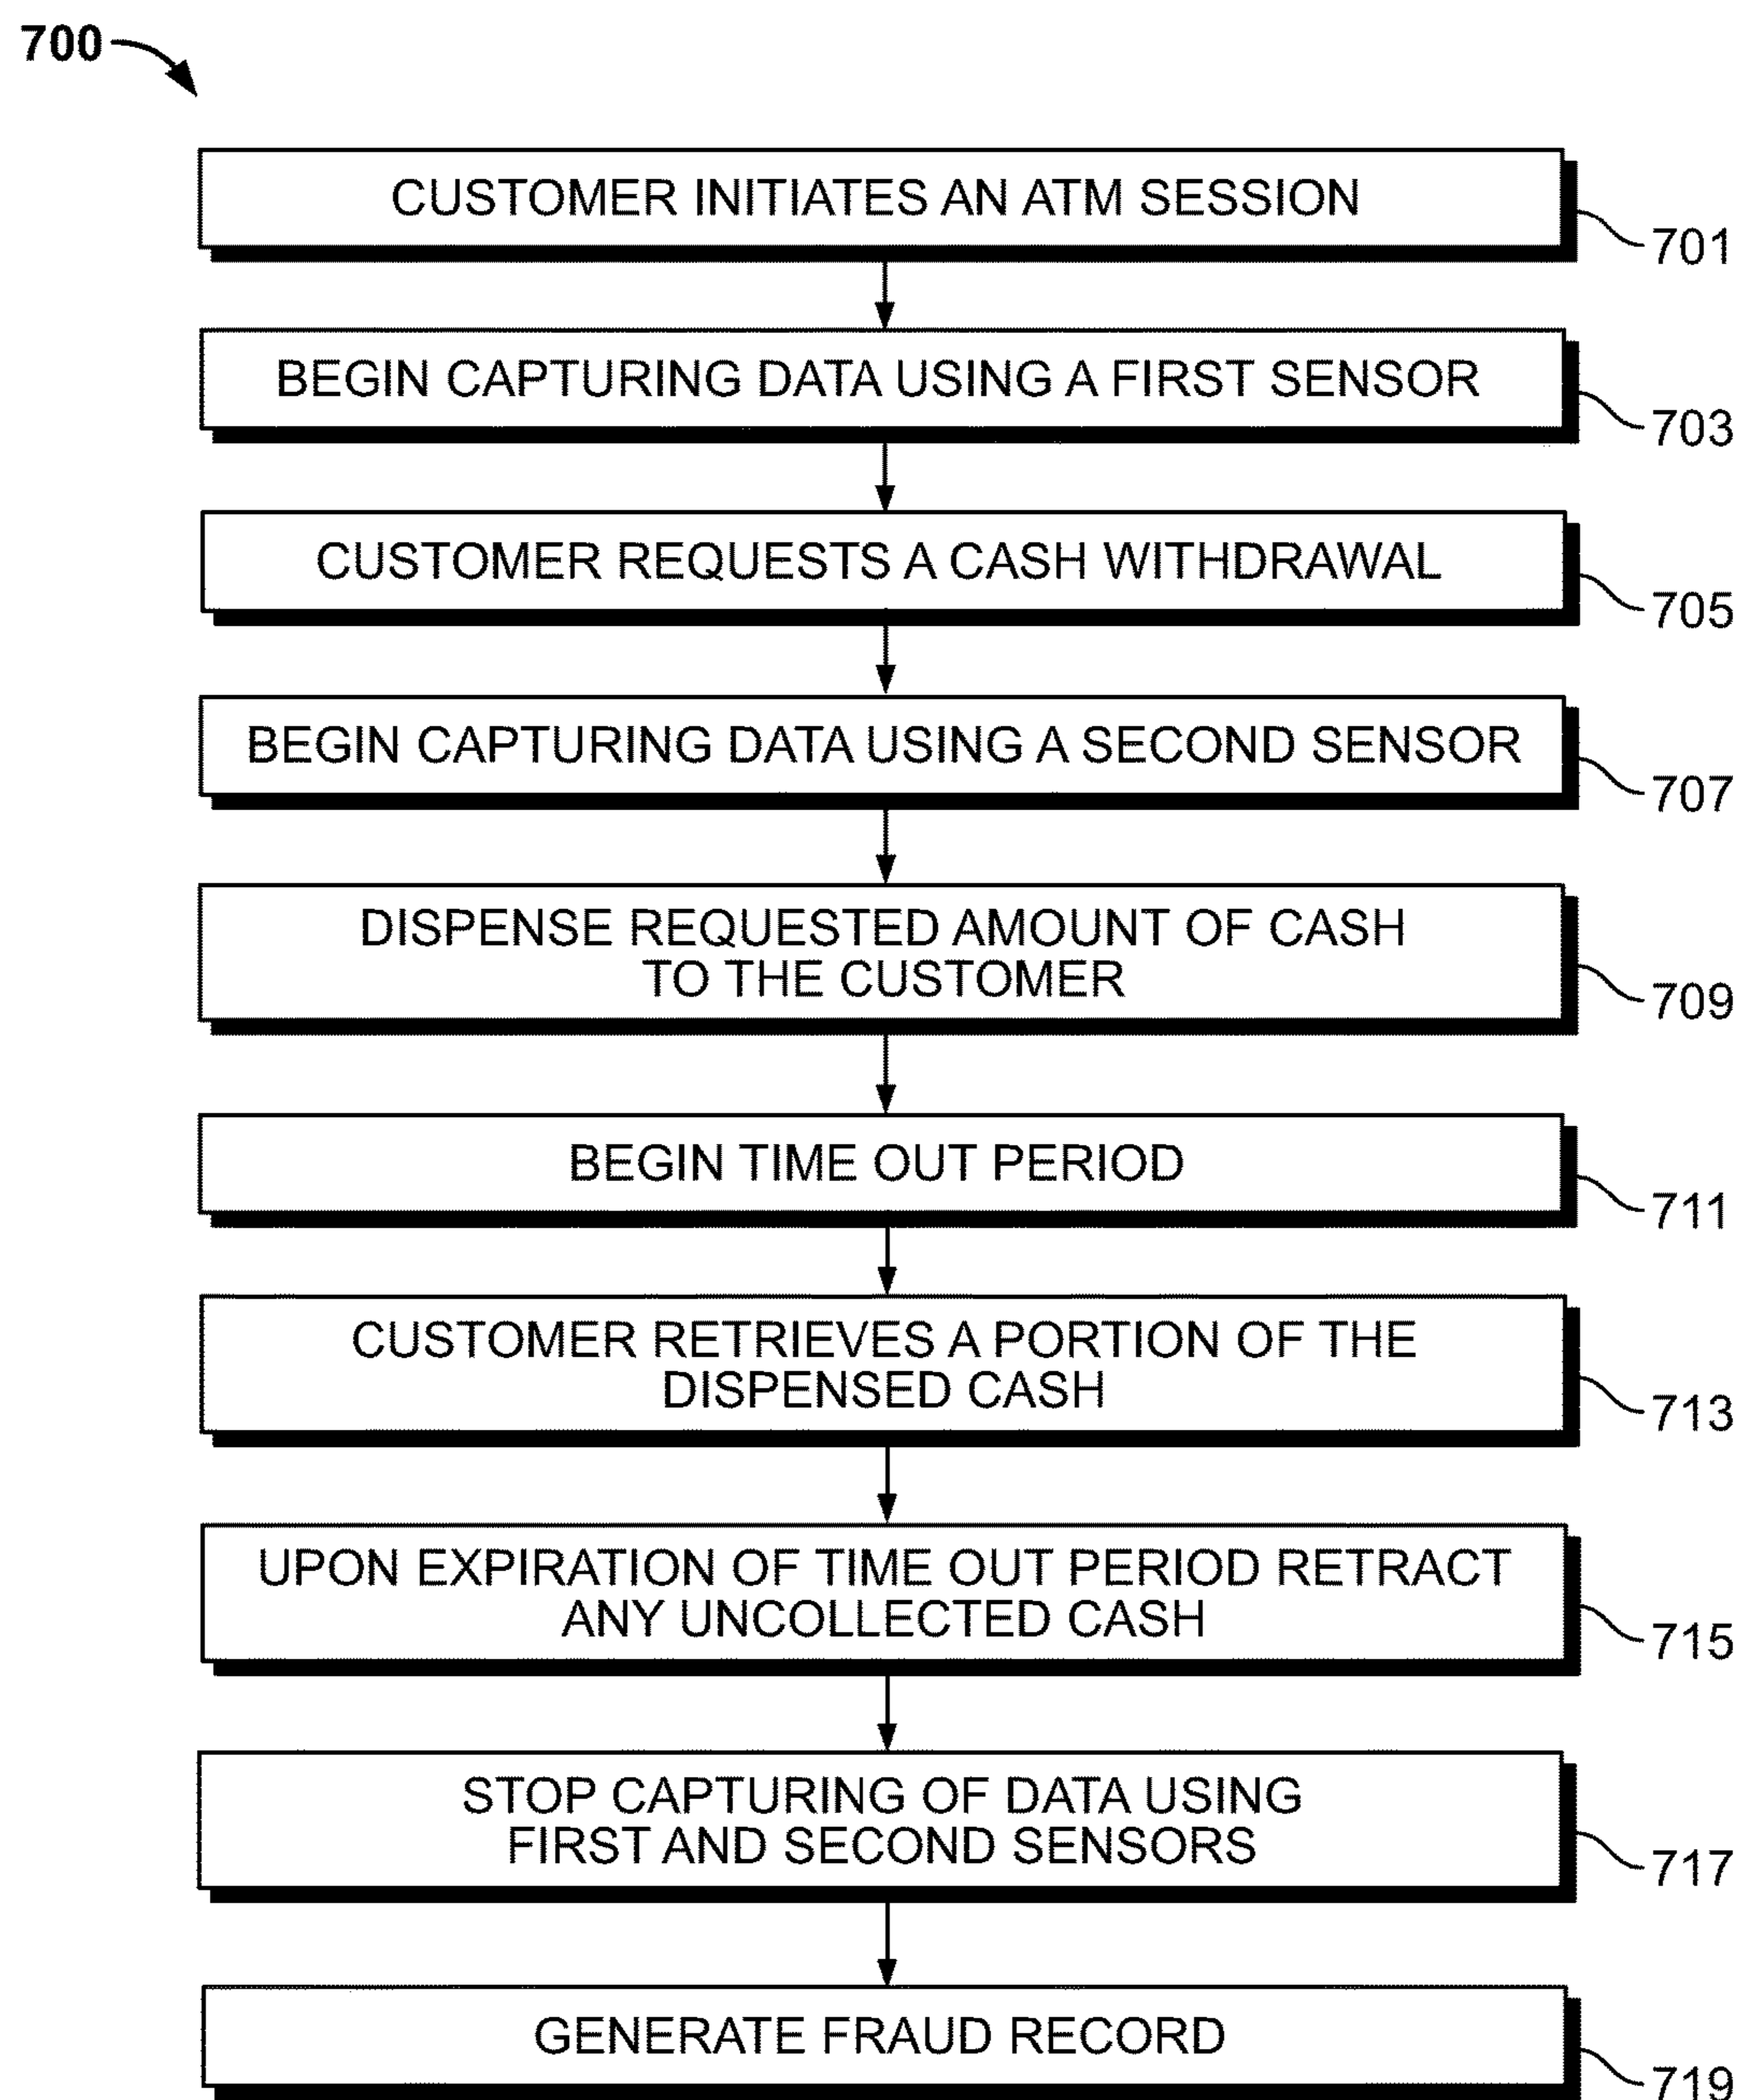 700
CUSTOMER INITIATES AN ATM SESSION
701
BEGIN CAPTURING DATA USING A FIRST SENSOR
703
CUSTOMER REQUESTS A CASH WITHDRAWAL
705
BEGIN CAPTURING DATA USING A SECOND SENSOR
707
DISPENSE REQUESTED AMOUNT OF CASH
TO THE CUSTOMER
709
BEGIN TIME OUT PERIOD
711
CUSTOMER RETRIEVES A PORTION OF THE
DISPENSED CASH
713
UPON EXPIRATION OF TIME OUT PERIOD RETRACT
ANY UNCOLLECTED CASH
715
STOP CAPTURING OF DATA USING
FIRST AND SECOND SENSORS
717
GENERATE FRAUD RECORD
719